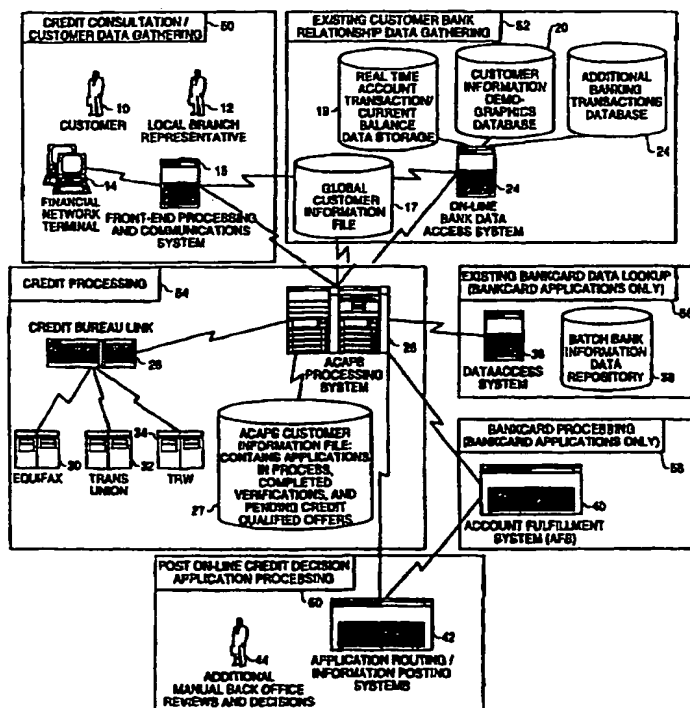 CREDIT CONSULTATION /
CUSTOMER DATA GATHERING
50
10
CUSTOMER
12
LOCAL BRANCH
REPRESENTATIVE
14
FINANCIAL
NETWORK
TERMINAL
FRONT-END PROCESSING
AND COMMUNICATIONS
SYSTEM
EXISTING CUSTOMER BANK
RELATIONSHIP DATA GATHERING
52
REAL TIME
ACCOUNT
TRANSACTION/
CURRENT
BALANCE
DATA STORAGE
20
CUSTOMER
INFORMATION
DEMO-
GRAPHICS
DATABASE
ADDITIONAL
BANKING
TRANSACTIONS
DATABASE
24
GLOBAL
CUSTOMER
INFORMATION
FILE
17
24
ON-LINE
BANK DATA
ACCESS SYSTEM
CREDIT PROCESSING
54
CREDIT BUREAU LINK
ACAPS
PROCESSING
SYSTEM
EQUIFAX
30
TRANS
UNION
32
34
TRW
ACAPS CUSTOMER
INFORMATION FILE:
CONTAINS APPLICATIONS
IN PROCESS,
COMPLETED
VERIFICATIONS, AND
PENDING CREDIT
QUALIFIED OFFERS.
27
EXISTING BANKCARD DATA LOOKUP
(BANKCARD APPLICATIONS ONLY)
DATAACCESS
SYSTEM
BATCH BANK
INFORMATION
DATA
REPOSITORY
BANKCARD PROCESSING
(BANKCARD APPLICATIONS ONLY)
40
ACCOUNT FULFILLMENT
SYSTEM (AFS)
POST ON-LINE CREDIT DECISION
APPLICATION PROCESSING
60
44
ADDITIONAL
MANUAL BACK OFFICE
REVIEWS AND DECISIONS
42
APPLICATION ROUTING /
INFORMATION POSTING
SYSTEMS